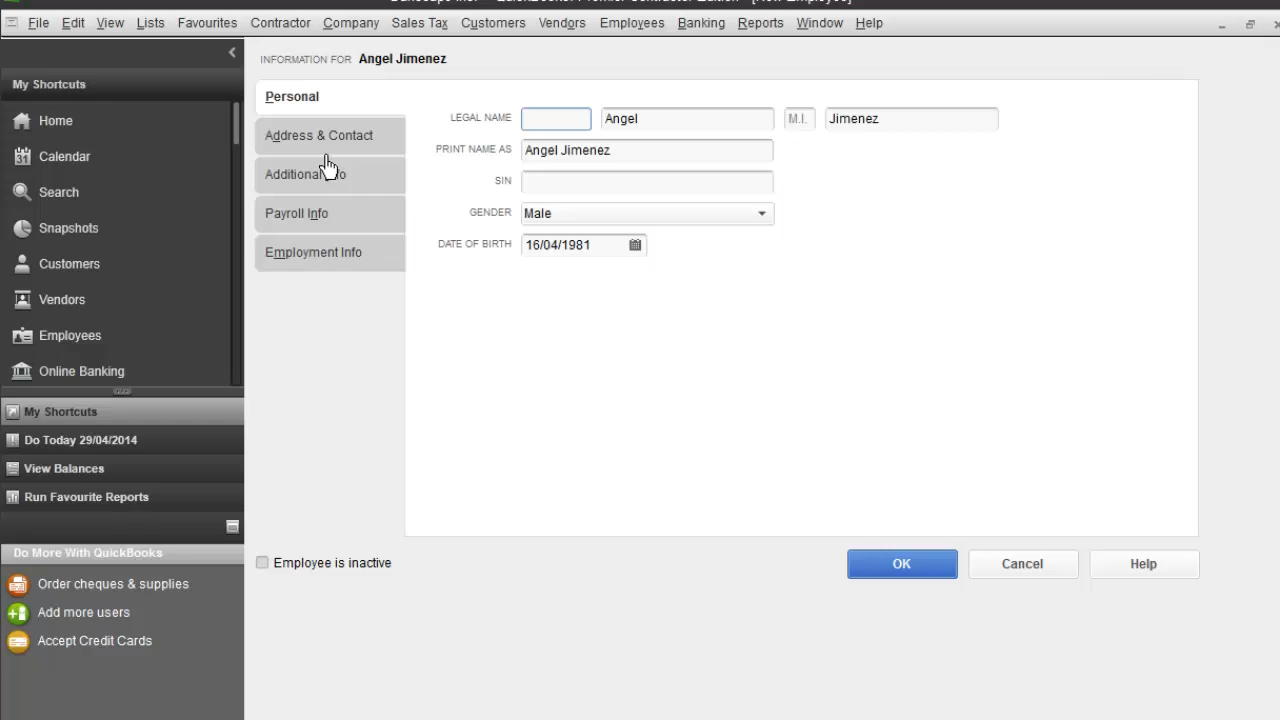 File Edit View Lists Favourites Contractor Company Sales Tax Customers Vendors Employees Banking Reports Window Help
INFORMATION FOR Angel Jimenez
My Shortcuts
Home
Calendar
Search
Snapshots
Customers
Vendors
Employees
Online Banking
My Shortcuts
Do Today 29/04/2014
View Balances
Run Favourite Reports
Do More With QuickBooks
Order cheques & supplies
Add more users
Accept Credit Cards
Personal
Address & Contact
Additional Info
Payroll Info
Employment Info
LEGAL NAME Angel M.I. Jimenez
PRINT NAME AS Angel Jimenez
SIN
GENDER Male
DATE OF BIRTH 16/04/1981
Employee is inactive
OK Cancel Help